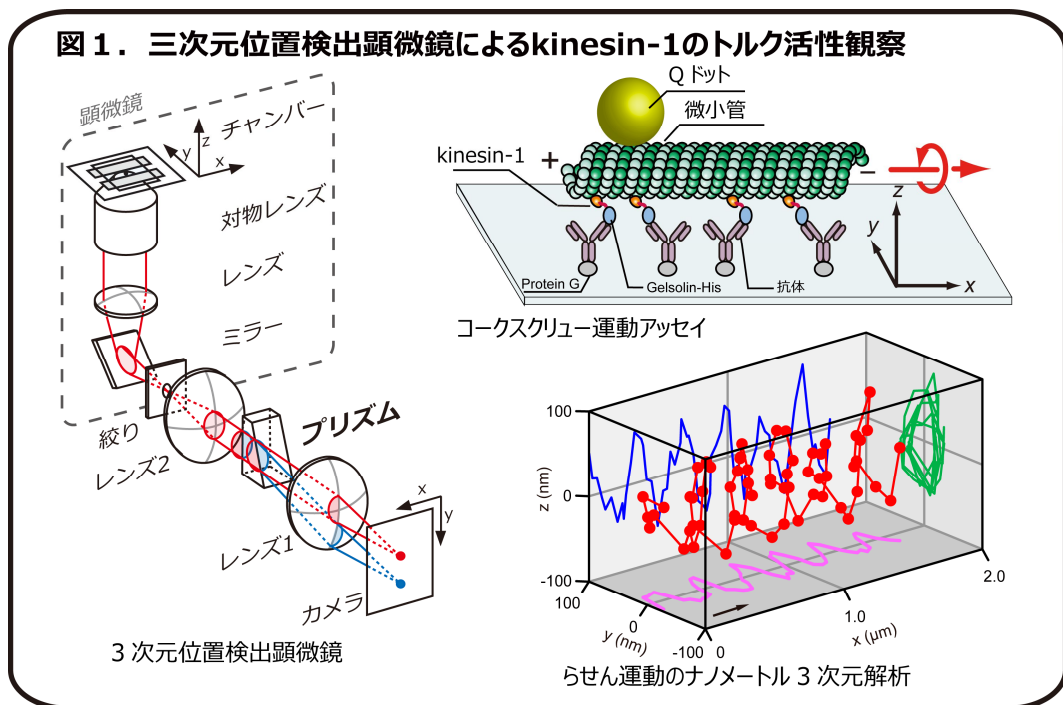 図１．三次元位置検出顕微鏡によるkinesin-1のトルク活性観察
顕微鏡
チャンバー
z
y
x
対物レンズ
レンズ
ミラー
絞り
レンズ2
プリズム
レンズ1
カメラ
x
y
３次元位置検出顕微鏡
Qドット
微小管
kinesin-1
+
−
z
y
x
Protein G
Gelsolin-His
抗体
コークスクリュー運動アッセイ
100
0
-100
z (nm)
100
0
-100
y (nm)
0
1.0
2.0
x (μm)
らせん運動のナノメートル３次元解析